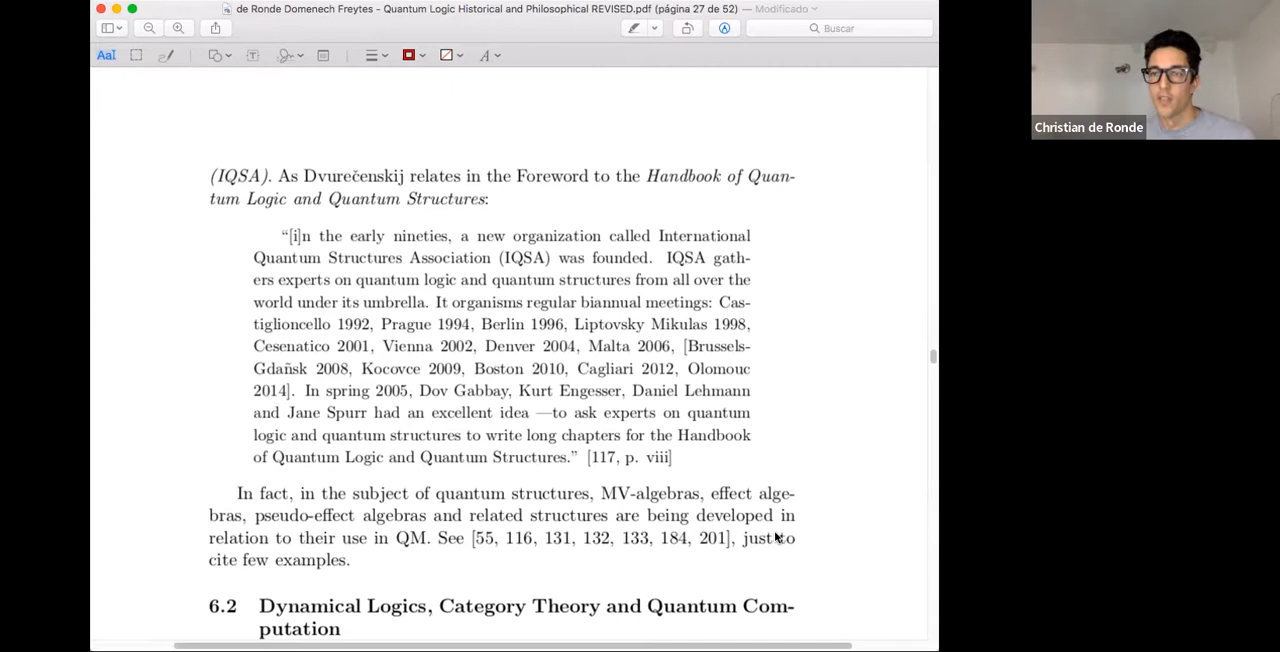 de Ronde Domenech Freytes - Quantum Logic Historical and Philosophical REVISED.pdf (página 27 de 52) — Modificado
Buscar
AaI
A
Christian de Ronde
(IQSA). As Dvurečenskij relates in the Foreword to the Handbook of Quan-
tum Logic and Quantum Structures:
“[i]n the early nineties, a new organization called International
Quantum Structures Association (IQSA) was founded. IQSA gath-
ers experts on quantum logic and quantum structures from all over the
world under its umbrella. It organisms regular biannual meetings: Cas-
tiglioncello 1992, Prague 1994, Berlin 1996, Liptovsky Mikulas 1998,
Cesenatico 2001, Vienna 2002, Denver 2004, Malta 2006, [Brussels-
Gdańsk 2008, Kocovce 2009, Boston 2010, Cagliari 2012, Olomouc
2014]. In spring 2005, Dov Gabbay, Kurt Engesser, Daniel Lehmann
and Jane Spurr had an excellent idea —to ask experts on quantum
logic and quantum structures to write long chapters for the Handbook
of Quantum Logic and Quantum Structures.” [117, p. viii]
In fact, in the subject of quantum structures, MV-algebras, effect alge-
bras, pseudo-effect algebras and related structures are being developed in
relation to their use in QM. See [55, 116, 131, 132, 133, 184, 201], just to
cite few examples.
6.2 Dynamical Logics, Category Theory and Quantum Com-
putation